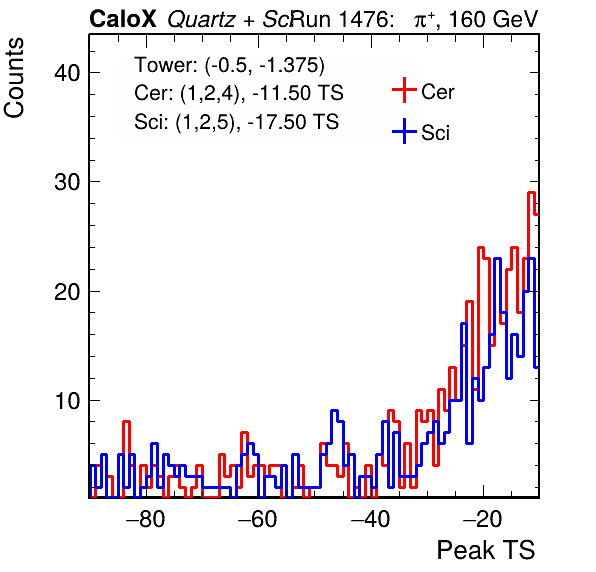 CaloX Quartz + ScRun 1476: π⁺, 160 GeV
Counts
Tower: (-0.5, -1.375)
Cer: (1,2,4), -11.50 TS
Sci: (1,2,5), -17.50 TS
Cer
Sci
40
30
20
10
−80 −60 −40 −20
Peak TS